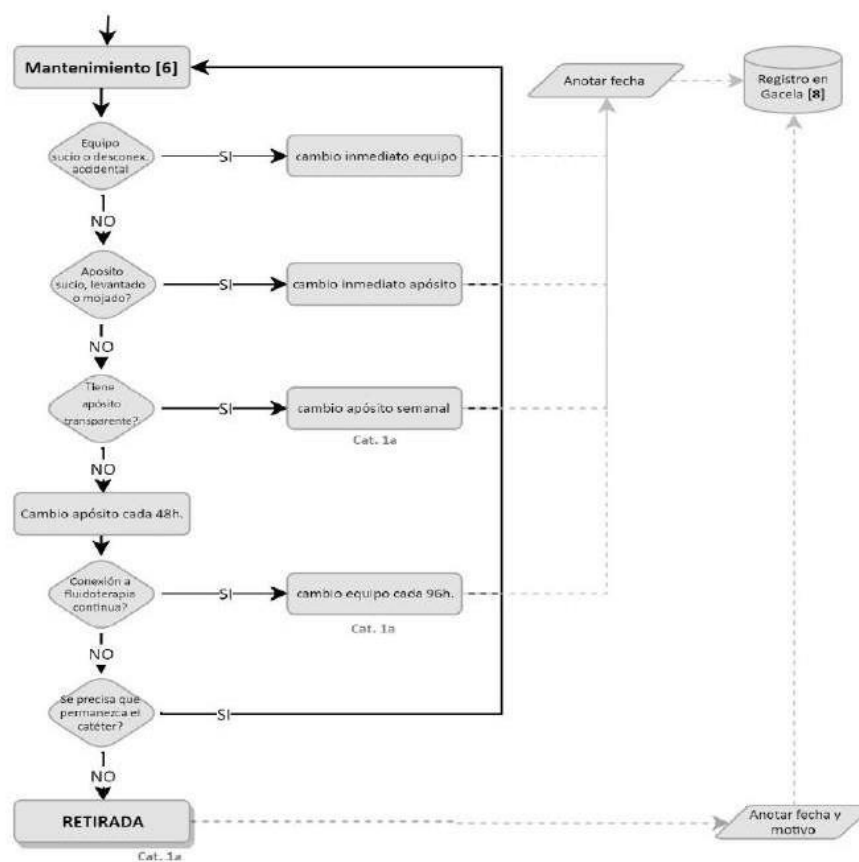 Mantenimiento [6]
Anotar fecha
Registro en
Gacela [8]
Equipo
sucio o desconex.
accidental
SI
cambio inmediato equipo
NO
Aposito
sucio, levantado
o mojado?
SI
cambio inmediato apósito
NO
Tiene
apósito
transparente?
SI
cambio apósito semanal
Cat. 1a
NO
Cambio apósito cada 48h.
Conexión a
fluidoterapia
continua?
SI
cambio equipo cada 96h.
Cat. 1a
NO
Se precisa que
permanezca el
catéter?
SI
NO
RETIRADA
Cat. 1a
Anotar fecha y
motivo